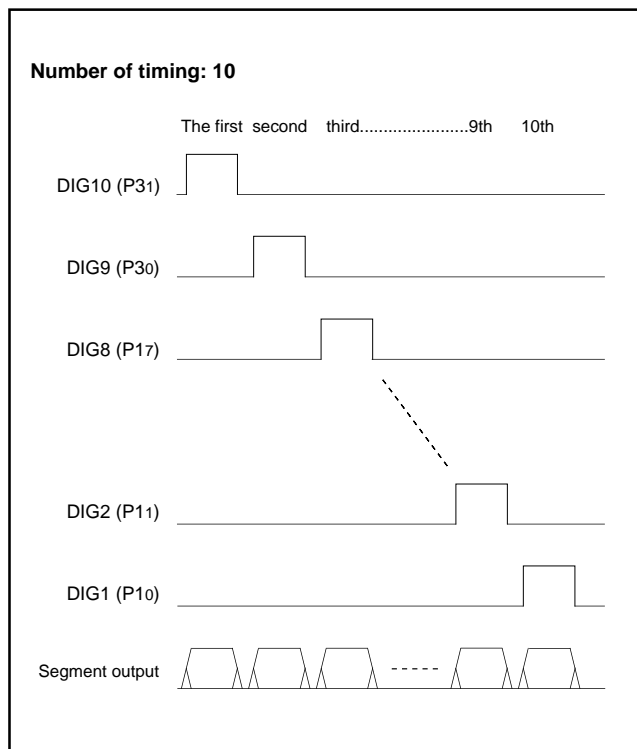 Number of timing: 10
The first second third.......................9th 10th
DIG10 (P31)
DIG9 (P30)
DIG8 (P17)
DIG2 (P11)
DIG1 (P10)
Segment output